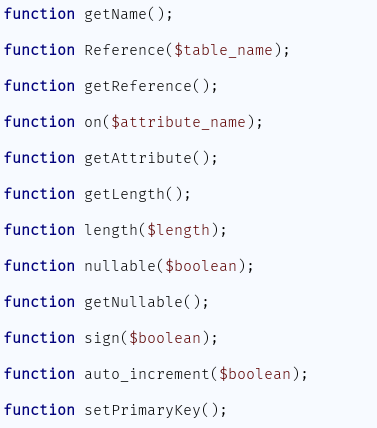 function getName();
function Reference($table_name);
function getReference();
function on($attribute_name);
function getAttribute();
function getLength();
function length($length);
function nullable($boolean);
function getNullable();
function sign($boolean);
function auto_increment($boolean);
function setPrimaryKey();